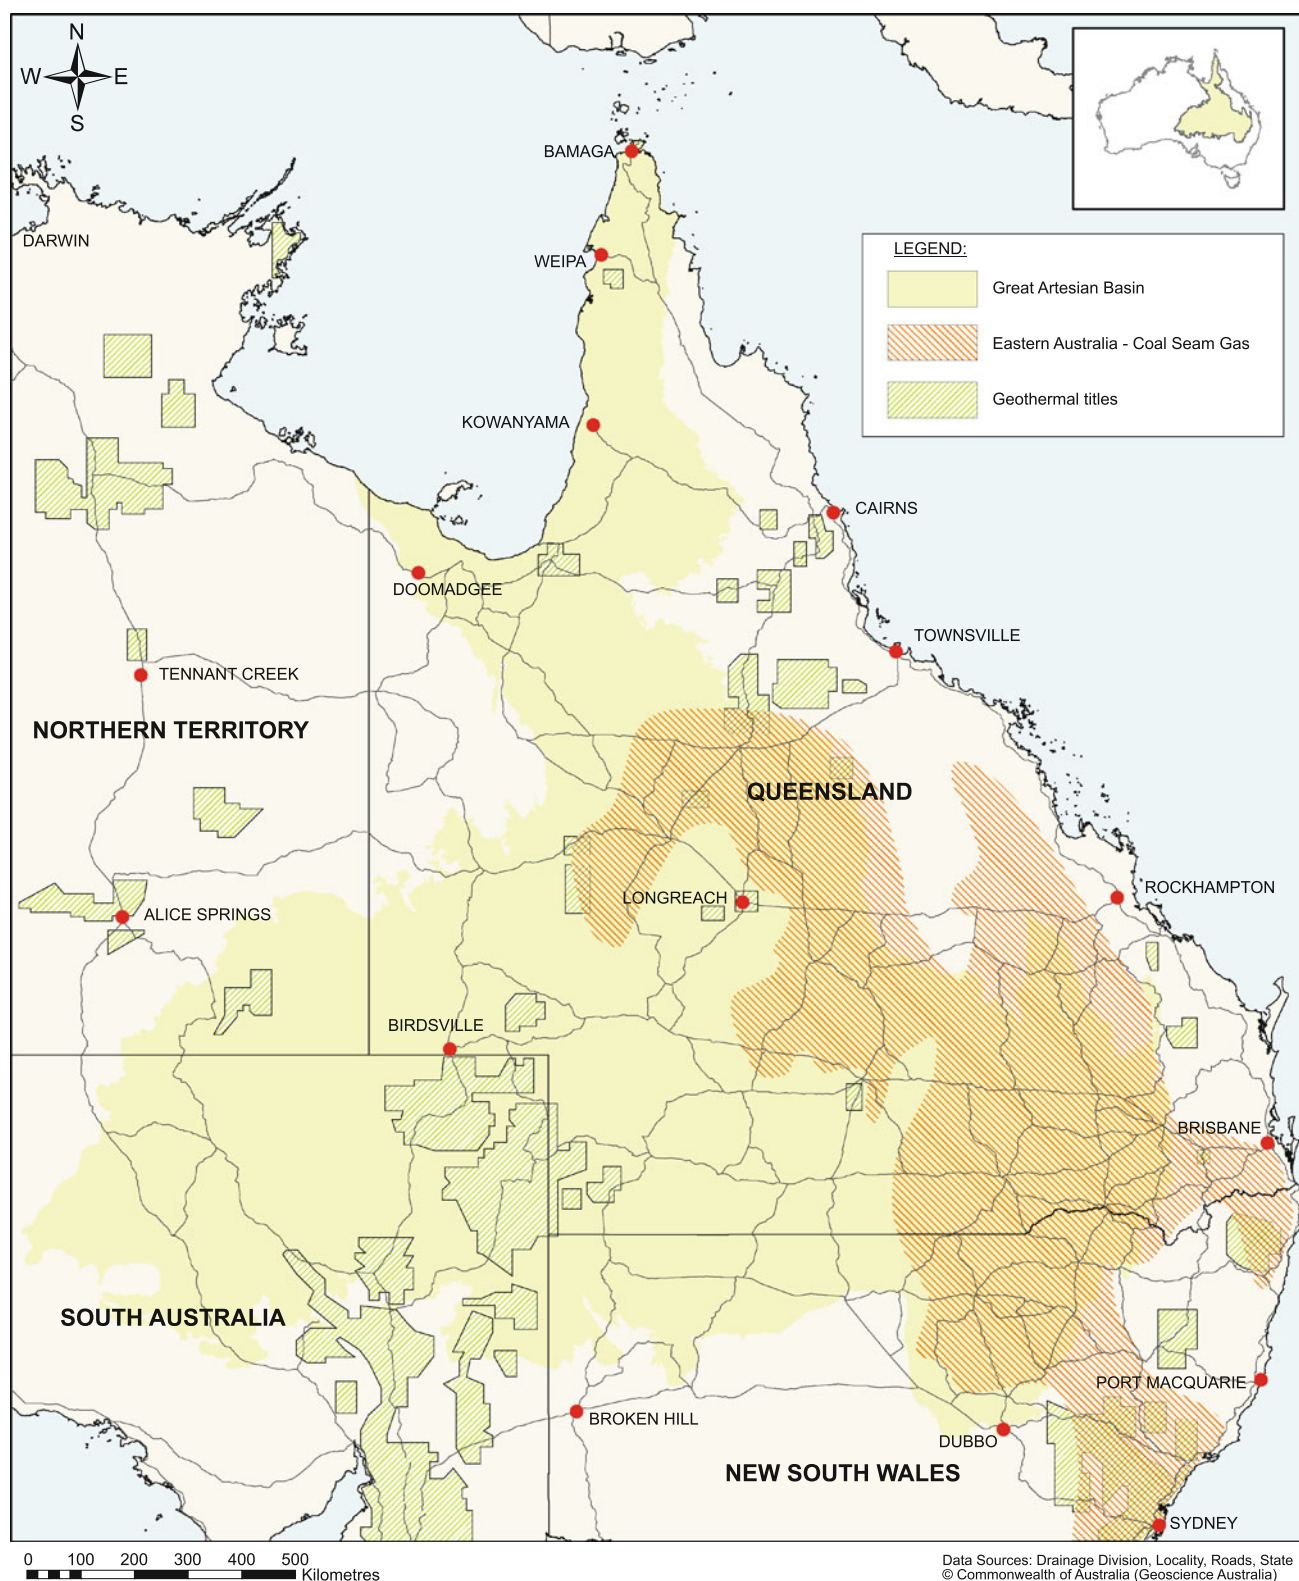 N
W E
S
BAMAGA
DARWIN
WEIPA
LEGEND:
Great Artesian Basin
Eastern Australia - Coal Seam Gas
Geothermal titles
KOWANYAMA
CAIRNS
DOOMADGEE
TOWNSVILLE
TENNANT CREEK
NORTHERN TERRITORY
QUEENSLAND
LONGREACH
ROCKHAMPTON
ALICE SPRINGS
BIRDSVILLE
BRISBANE
SOUTH AUSTRALIA
PORT MACQUARIE
BROKEN HILL
DUBBO
NEW SOUTH WALES
SYDNEY
0 100 200 300 400 500
Kilometres
Data Sources: Drainage Division, Locality, Roads, State
© Commonwealth of Australia (Geoscience Australia)